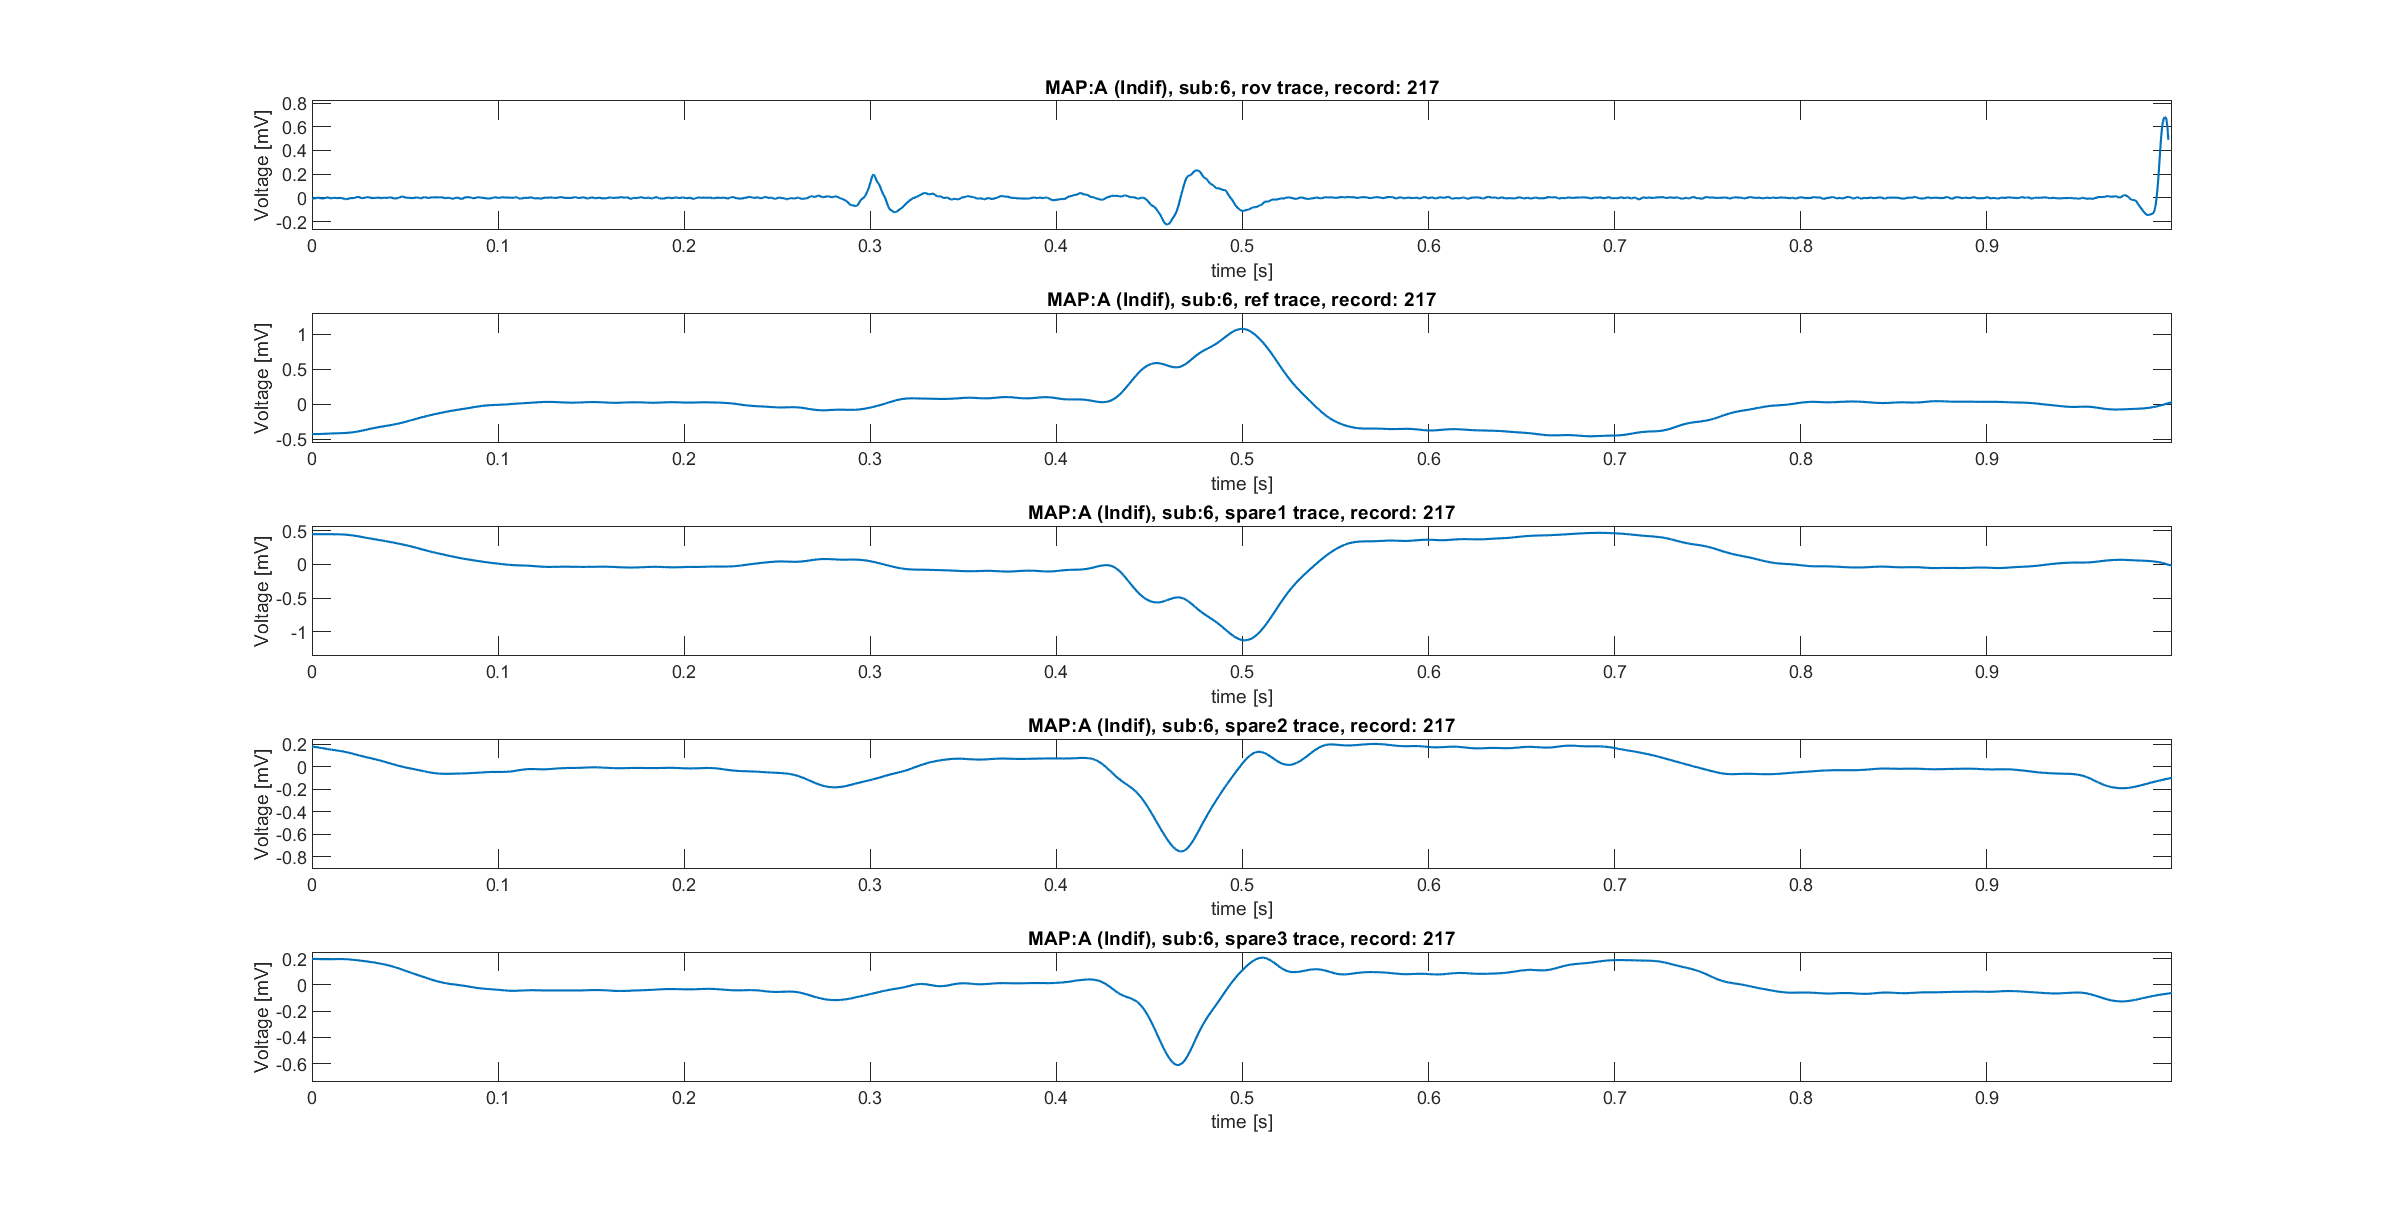 MAP:A (Indif), sub:6, rov trace, record: 217
Voltage [mV]
0.8
0.6
0.4
0.2
0
-0.2
0 0.1 0.2 0.3 0.4 0.5 0.6 0.7 0.8 0.9
time [s]
MAP:A (Indif), sub:6, ref trace, record: 217
Voltage [mV]
1
0.5
0
-0.5
0 0.1 0.2 0.3 0.4 0.5 0.6 0.7 0.8 0.9
time [s]
MAP:A (Indif), sub:6, spare1 trace, record: 217
Voltage [mV]
0.5
0
-0.5
-1
0 0.1 0.2 0.3 0.4 0.5 0.6 0.7 0.8 0.9
time [s]
MAP:A (Indif), sub:6, spare2 trace, record: 217
Voltage [mV]
0.2
0
-0.2
-0.4
-0.6
-0.8
0 0.1 0.2 0.3 0.4 0.5 0.6 0.7 0.8 0.9
time [s]
MAP:A (Indif), sub:6, spare3 trace, record: 217
Voltage [mV]
0.2
0
-0.2
-0.4
-0.6
0 0.1 0.2 0.3 0.4 0.5 0.6 0.7 0.8 0.9
time [s]